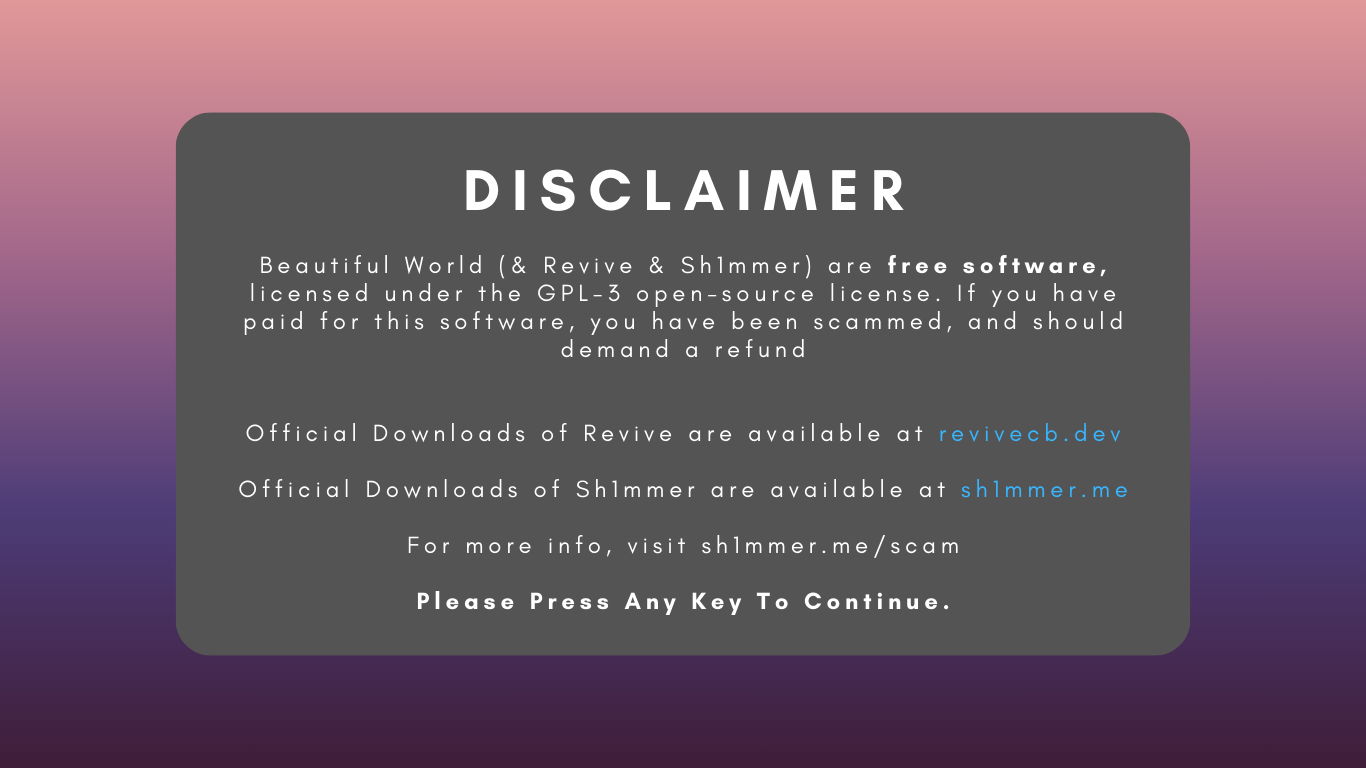 DISCLAIMER
Beautiful World (& Revive & Sh1mmer) are free software,
licensed under the GPL-3 open-source license. If you have
paid for this software, you have been scammed, and should
demand a refund
Official Downloads of Revive are available at revivecb.dev
Official Downloads of Sh1mmer are available at sh1mmer.me
For more info, visit sh1mmer.me/scam
Please Press Any Key To Continue.